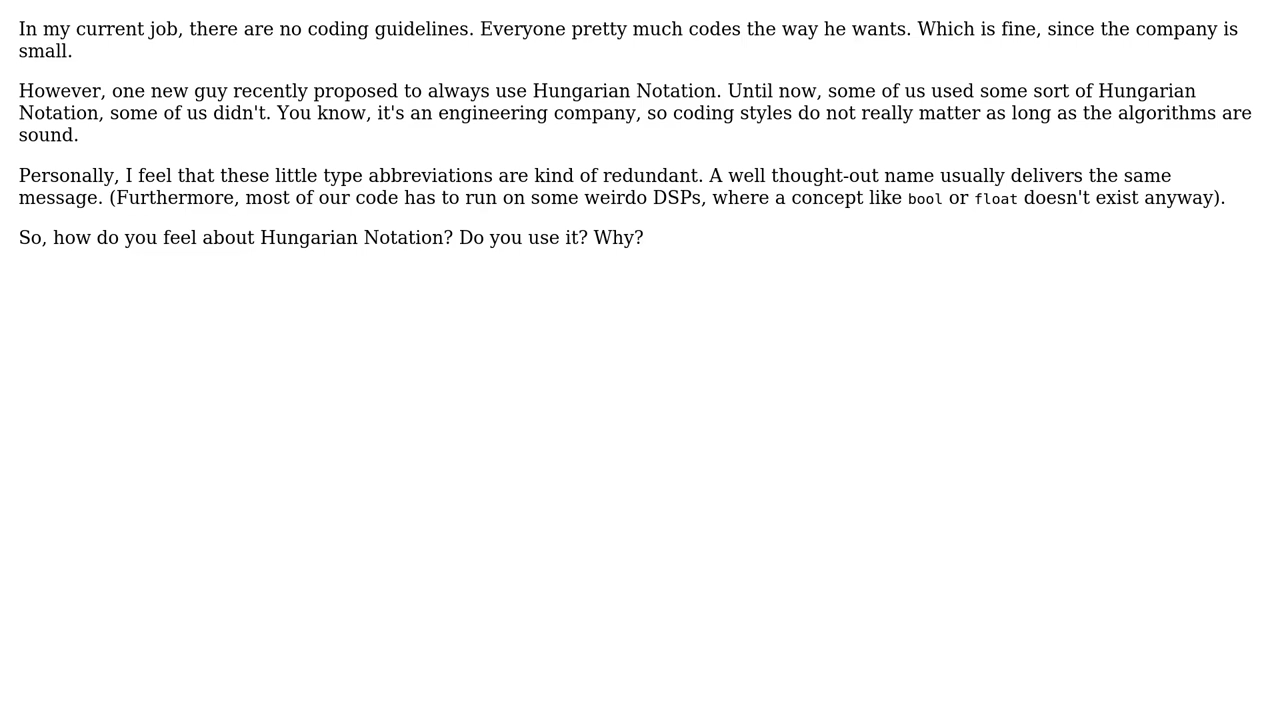 In my current job, there are no coding guidelines. Everyone pretty much codes the way he wants. Which is fine, since the company is
small.
However, one new guy recently proposed to always use Hungarian Notation. Until now, some of us used some sort of Hungarian
Notation, some of us didn't. You know, it's an engineering company, so coding styles do not really matter as long as the algorithms are
sound.
Personally, I feel that these little type abbreviations are kind of redundant. A well thought-out name usually delivers the same
message. (Furthermore, most of our code has to run on some weirdo DSPs, where a concept like bool or float doesn't exist anyway).
So, how do you feel about Hungarian Notation? Do you use it? Why?